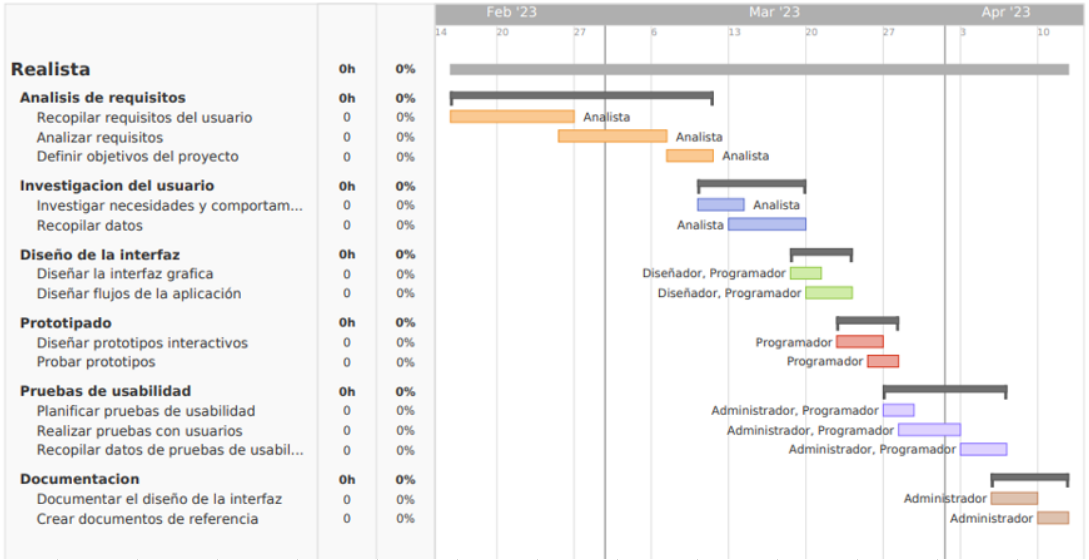 Feb '23 Mar '23 Apr '23
14 20 27 6 13 20 27 3 10
Realista 0h 0%
Analisis de requisitos 0h 0%
Recopilar requisitos del usuario 0 0% Analista
Analizar requisitos 0 0% Analista
Definir objetivos del proyecto 0 0% Analista
Investigacion del usuario 0h 0%
Investigar necesidades y comportam... 0 0% Analista
Recopilar datos 0 0% Analista
Diseño de la interfaz 0h 0%
Diseñar la interfaz grafica 0 0% Diseñador, Programador
Diseñar flujos de la aplicación 0 0% Diseñador, Programador
Prototipado 0h 0%
Diseñar prototipos interactivos 0 0% Programador
Probar prototipos 0 0% Programador
Pruebas de usabilidad 0h 0%
Planificar pruebas de usabilidad 0 0% Administrador, Programador
Realizar pruebas con usuarios 0 0% Administrador, Programador
Recopilar datos de pruebas de usabil... 0 0% Administrador, Programador
Documentacion 0h 0%
Documentar el diseño de la interfaz 0 0% Administrador
Crear documentos de referencia 0 0% Administrador